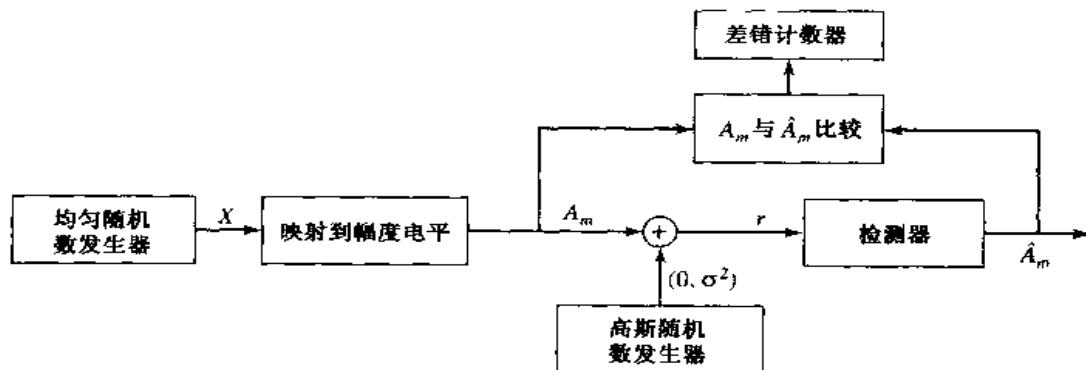 差错计数器
A_m与Â_m比较
均匀随机
数发生器
X
映射到幅度电平
A_m
+
r
检测器
Â_m
(0, σ²)
高斯随机
数发生器